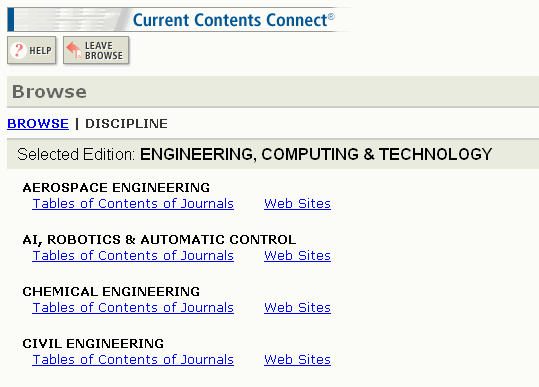 Current Contents Connect®
? HELP LEAVE BROWSE
Browse
BROWSE | DISCIPLINE
Selected Edition: ENGINEERING, COMPUTING & TECHNOLOGY
AEROSPACE ENGINEERING
Tables of Contents of Journals Web Sites
AI, ROBOTICS & AUTOMATIC CONTROL
Tables of Contents of Journals Web Sites
CHEMICAL ENGINEERING
Tables of Contents of Journals Web Sites
CIVIL ENGINEERING
Tables of Contents of Journals Web Sites